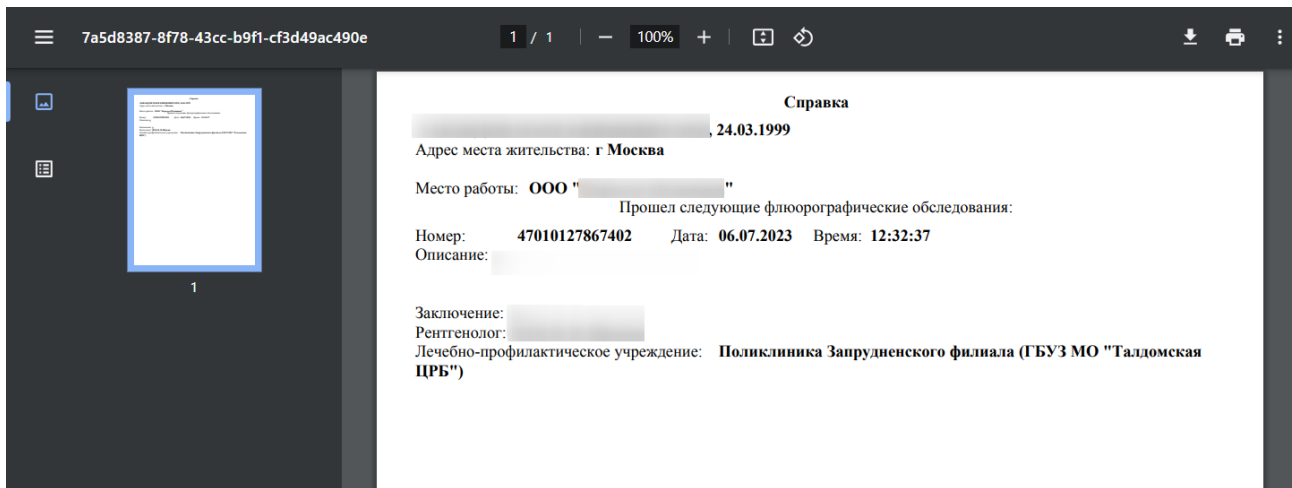 7a5d8387-8f78-43cc-b9f1-cf3d49ac490e
1 / 1
100%
1
Справка
, 24.03.1999
Адрес места жительства: г Москва
Место работы: ООО " "
Прошел следующие флюорографические обследования:
Номер: 47010127867402 Дата: 06.07.2023 Время: 12:32:37
Описание:
Заключение:
Рентгенолог:
Лечебно-профилактическое учреждение: Поликлиника Запрудненского филиала (ГБУЗ МО "Талдомская
ЦРБ")